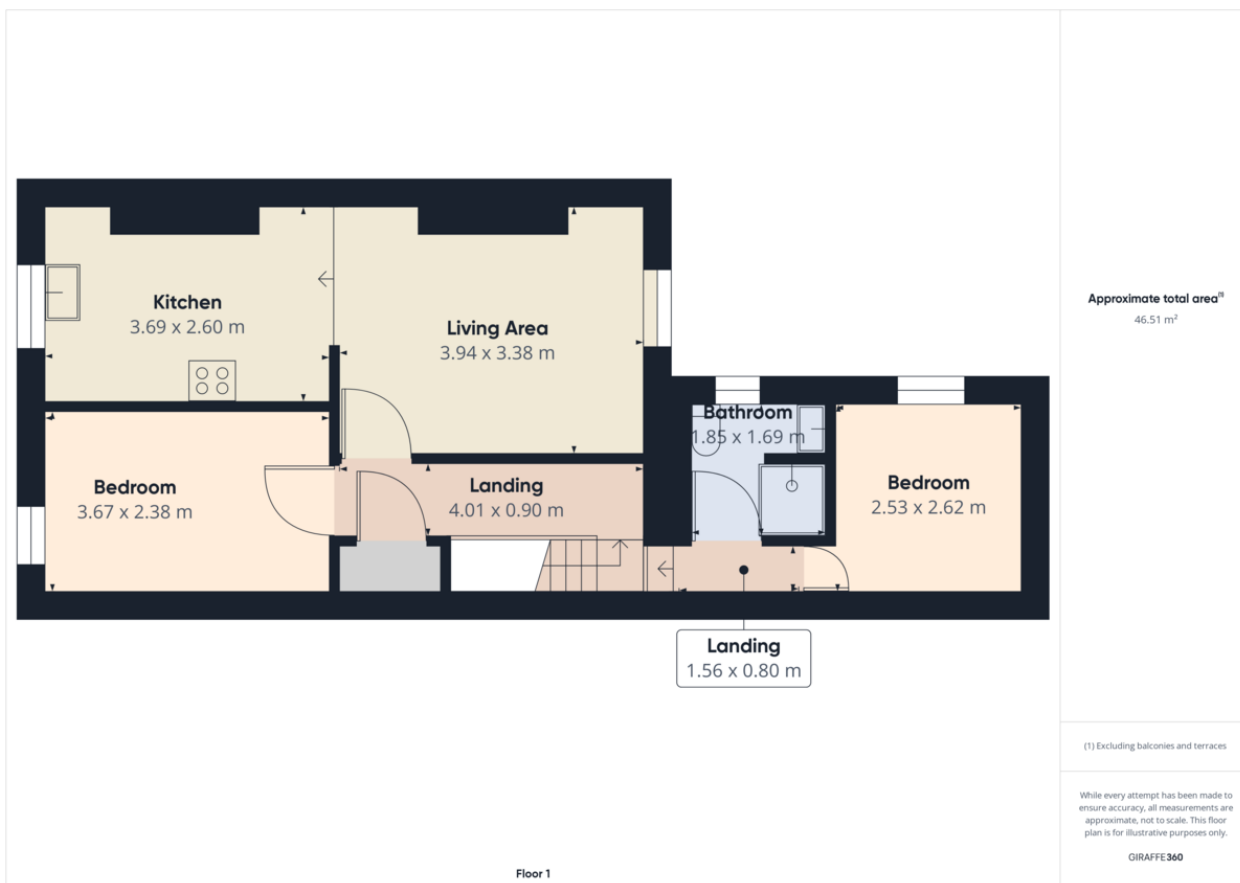 Kitchen
3.69 x 2.60 m
Living Area
3.94 x 3.38 m
Bedroom
3.67 x 2.38 m
Landing
4.01 x 0.90 m
Bathroom
1.85 x 1.69 m
Bedroom
2.53 x 2.62 m
Landing
1.56 x 0.80 m
Floor 1
Approximate total area(1)
46.51 m²
(1) Excluding balconies and terraces
While every attempt has been made to
ensure accuracy, all measurements are
approximate, not to scale. This floor
plan is for illustrative purposes only.
GIRAFFE360